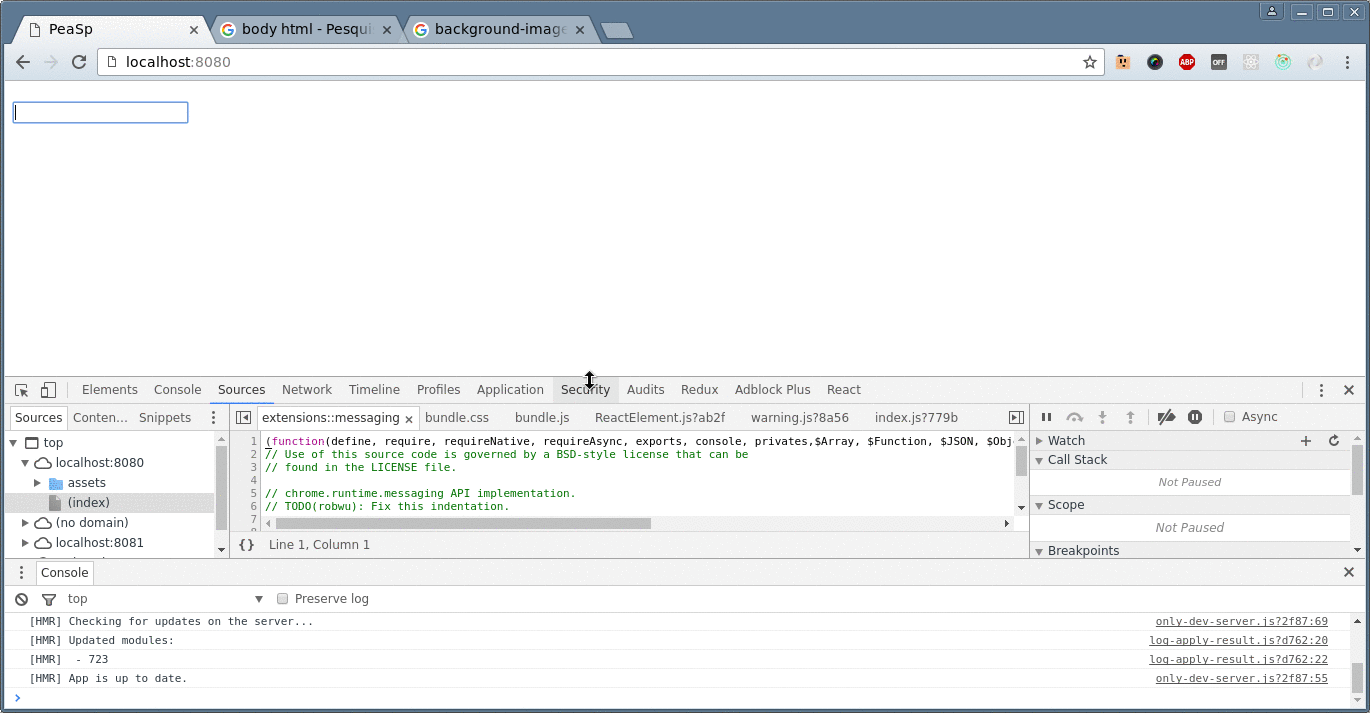 PeaSp
body html - Pesqui
background-image
localhost:8080
ABP
OFF
Elements Console Sources Network Timeline Profiles Application Security Audits Redux Adblock Plus React
Sources Conten... Snippets
extensions::messaging bundle.css bundle.js ReactElement.js?ab2f warning.js?8a56 index.js?779b
Async
top
localhost:8080
assets
(index)
(no domain)
localhost:8081
1 (function(define, require, requireNative, requireAsync, exports, console, privates,$Array, $Function, $JSON, $Obj
2 // Use of this source code is governed by a BSD-style license that can be
3 // found in the LICENSE file.
4
5 // chrome.runtime.messaging API implementation.
6 // TODO(robwu): Fix this indentation.
7
{} Line 1, Column 1
Watch
Call Stack
Not Paused
Scope
Not Paused
Breakpoints
Console
top Preserve log
[HMR] Checking for updates on the server... only-dev-server.js?2f87:69
[HMR] Updated modules: log-apply-result.js?d762:20
[HMR]  - 723 log-apply-result.js?d762:22
[HMR] App is up to date. only-dev-server.js?2f87:55